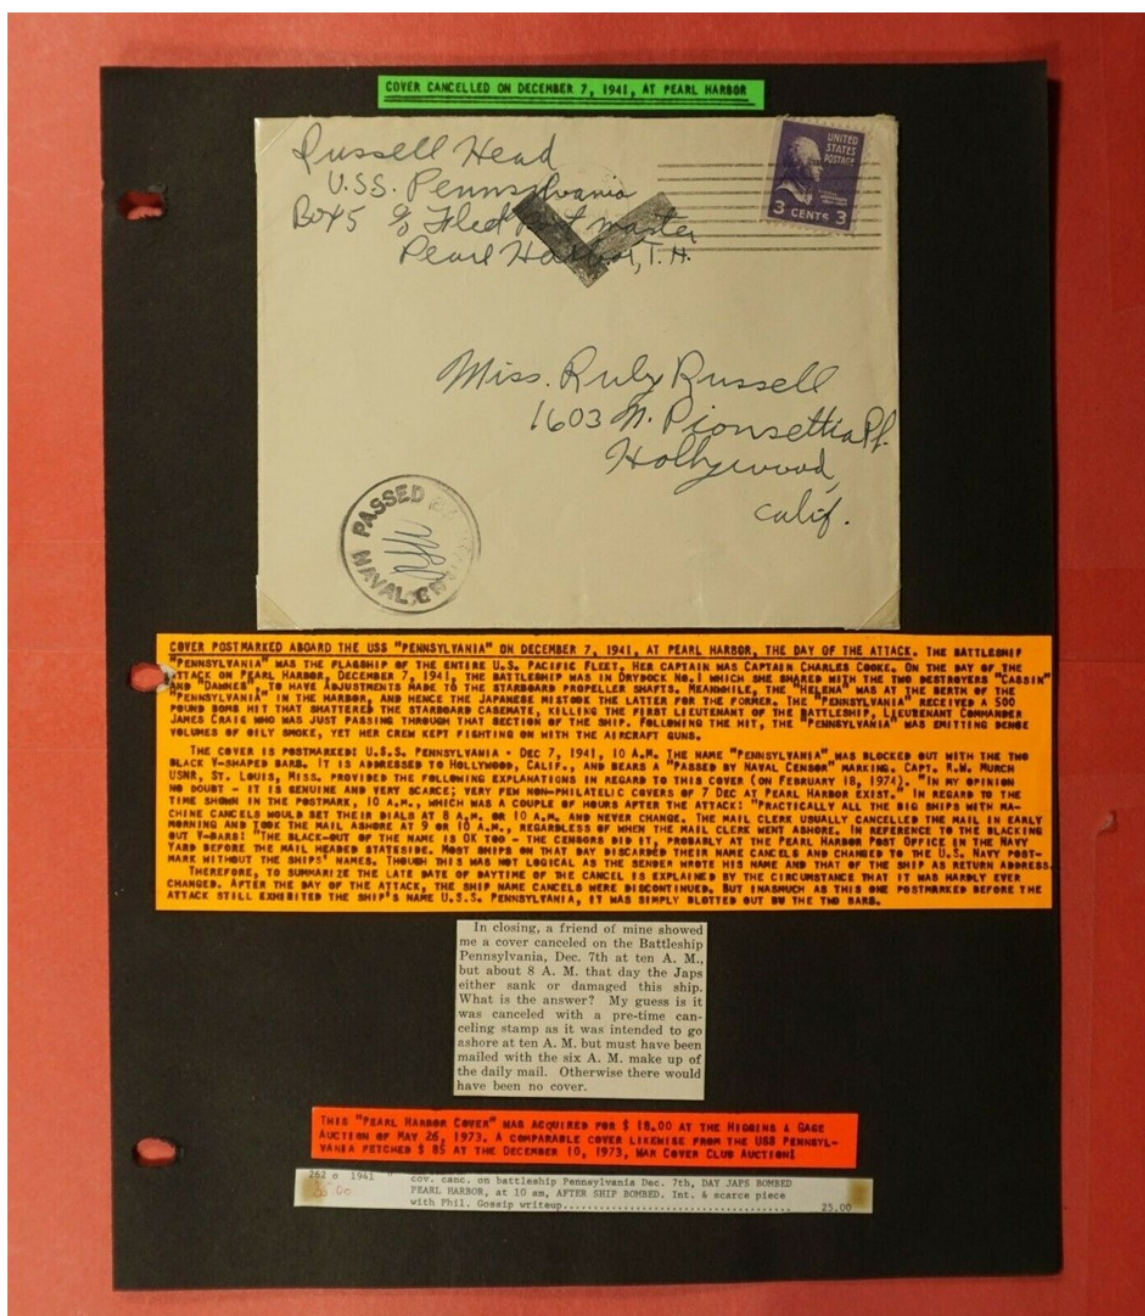 COVER CANCELLED ON DECEMBER 7, 1941, AT PEARL HARBOR
Russell Head
U.S.S. Pennsylvania
Box 5 % Fleet Post master
Pearl Harbor, T.H.
UNITED
STATES
POSTAGE
3 CENTS 3
Miss. Ruby Russell
1603 N. Pionsettia Pl.
Hollywood,
Calif.
PASSED BY
NAVAL CEN
COVER POSTMARKED ABOARD THE USS "PENNSYLVANIA" ON DECEMBER 7, 1941, AT PEARL HARBOR, THE DAY OF THE ATTACK. THE BATTLESHIP
"PENNSYLVANIA" WAS THE FLAGSHIP OF THE ENTIRE U.S. PACIFIC FLEET, HER CAPTAIN WAS CAPTAIN CHARLES COOKE. ON THE DAY OF THE
ATTACK ON PEARL HARBOR, DECEMBER 7, 1941, THE BATTLESHIP WAS IN DRYDOCK NO.1 WHICH SHE SHARED WITH THE TWO DESTROYERS "CASSIN"
AND "DAWNES", TO HAVE ADJUSTMENTS MADE TO THE STARBOARD PROPELLER SHAFTS. MEANWHILE, THE "HELENA" WAS AT THE BERTH OF THE
"PENNSYLVANIA" IN THE HARBOR, AND HENCE THE JAPANESE MISTOOK THE LATTER FOR THE FORMER. THE "PENNSYLVANIA" RECEIVED A 500
POUND BOMB HIT THAT SHATTERED THE STARBOARD CASEMATE, KILLING THE FIRST LIEUTENANT OF THE BATTLESHIP, LIEUTENANT COMMANDER
JAMES CRAIG WHO WAS JUST PASSING THROUGH THAT SECTION OF THE SHIP. FOLLOWING THE HIT, THE "PENNSYLVANIA" WAS EMITTING DENSE
VOLUMES OF OILY SMOKE, YET HER CREW KEPT FIGHTING ON WITH THE AIRCRAFT GUNS.
THE COVER IS POSTMARKED: U.S.S. PENNSYLVANIA - DEC 7, 1941, 10 A.M. THE NAME "PENNSYLVANIA" WAS BLOCKED OUT WITH THE TWO
BLACK V-SHAPED BARS. IT IS ADDRESSED TO HOLLYWOOD, CALIF., AND BEARS A "PASSED BY NAVAL CENSOR" MARKING. CAPT. R.W. MURCH
USNR, ST. LOUIS, MISS. PROVIDED THE FOLLOWING EXPLANATIONS IN REGARD TO THIS COVER (ON FEBRUARY 18, 1974). "IN MY OPINION
NO DOUBT - IT IS GENUINE AND VERY SCARCE; VERY FEW NON-PHILATELIC COVERS OF 7 DEC AT PEARL HARBOR EXIST." IN REGARD TO THE
TIME SHOWN IN THE POSTMARK, 10 A.M., WHICH WAS A COUPLE OF HOURS AFTER THE ATTACK: "PRACTICALLY ALL THE BIG SHIPS WITH MA-
CHINE CANCELS WOULD SET THEIR DIALS AT 8 A.M. OR 10 A.M. AND NEVER CHANGE. THE MAIL CLERK USUALLY CANCELLED THE MAIL IN EARLY
MORNING AND TOOK THE MAIL ASHORE AT 9 OR 10 A.M., REGARDLESS OF WHEN THE MAIL CLERK WENT ASHORE. IN REFERENCE TO THE BLACKING
OUT V-BARS: "THE BLACK-OUT OF THE NAME IS OK TOO - THE CENSORS DID IT, PROBABLY AT THE PEARL HARBOR POST OFFICE IN THE NAVY
YARD BEFORE THE MAIL HEADED STATESIDE. MOST SHIPS ON THAT DAY DISCARDED THEIR NAME CANCELS AND CHANGED TO THE U.S. NAVY POST-
MARK WITHOUT THE SHIPS' NAMES. THOUGH THIS WAS NOT LOGICAL AS THE SENDER WROTE HIS NAME AND THAT OF THE SHIP AS RETURN ADDRESS.
THEREFORE, TO SUMMARIZE THE LATE DATE OF DAYTIME OF THE CANCEL IS EXPLAINED BY THE CIRCUMSTANCE THAT IT WAS HARDLY EVER
CHANGED. AFTER THE DAY OF THE ATTACK, THE SHIP NAME CANCELS WERE DISCONTINUED. BUT INASMUCH AS THIS ONE POSTMARKED BEFORE THE
ATTACK STILL EXHIBITED THE SHIP'S NAME U.S.S. PENNSYLVANIA, IT WAS SIMPLY BLOTTED OUT BY THE TWO BARS.
In closing, a friend of mine showed
me a cover canceled on the Battleship
Pennsylvania, Dec. 7th at ten A. M.,
but about 8 A. M. that day the Japs
either sank or damaged this ship.
What is the answer? My guess is it
was canceled with a pre-time can-
celing stamp as it was intended to go
ashore at ten A. M. but must have been
mailed with the six A. M. make up of
the daily mail. Otherwise there would
have been no cover.
THIS "PEARL HARBOR COVER" WAS ACQUIRED FOR $ 18.00 AT THE HIGGINS & GAGE
AUCTION OF MAY 26, 1973. A COMPARABLE COVER LIKEWISE FROM THE USS PENNSYL-
VANIA FETCHED $ 85 AT THE DECEMBER 10, 1973, WAR COVER CLUB AUCTION!
262 o 1941 " cov. canc. on battleship Pennsylvania Dec. 7th, DAY JAPS BOMBED
PEARL HARBOR, at 10 am, AFTER SHIP BOMBED. Int. & scarce piece
with Phil. Gossip writeup.................................... 25.00